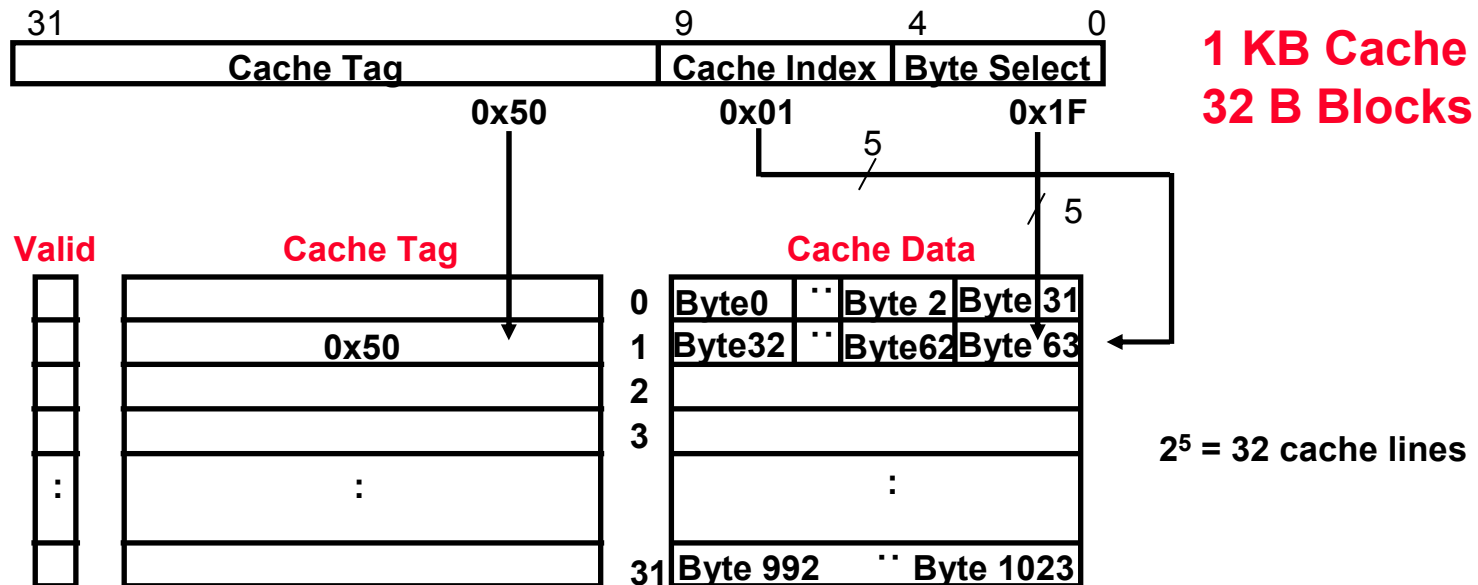 31 9 4 0
Cache Tag Cache Index Byte Select
1 KB Cache
32 B Blocks
0x50 0x01 0x1F
5
5
Valid Cache Tag Cache Data
0 Byte0 ¨ Byte 2 Byte 31
0x50 1 Byte32 ¨ Byte62 Byte 63
2
3
2⁵ = 32 cache lines
: : :
31 Byte 992 ¨ Byte 1023